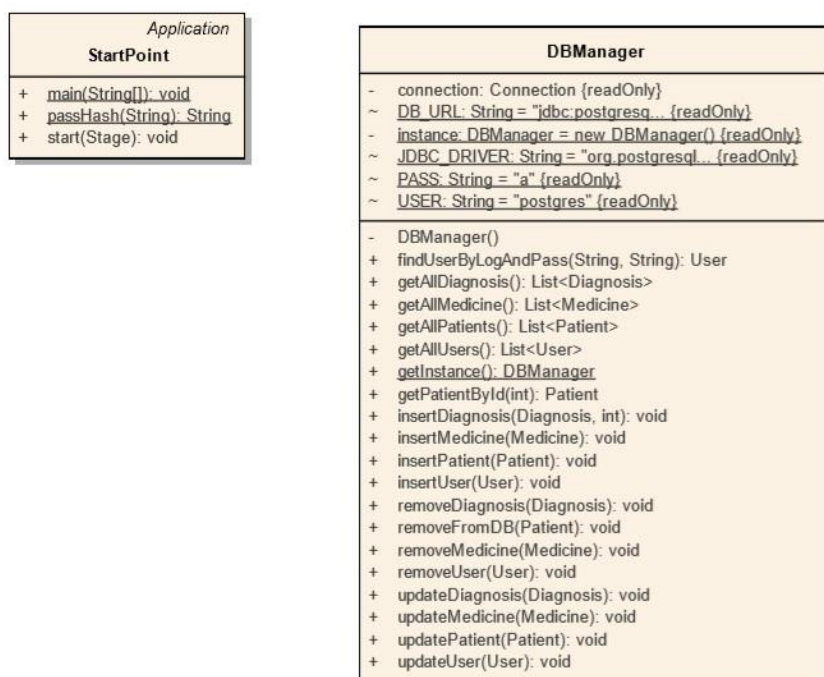 Application
StartPoint
+ main(String[]): void
+ passHash(String): String
+ start(Stage): void
DBManager
- connection: Connection {readOnly}
~ DB_URL: String = "jdbc:postgresq... {readOnly}
- instance: DBManager = new DBManager() {readOnly}
~ JDBC_DRIVER: String = "org.postgresql... {readOnly}
~ PASS: String = "a" {readOnly}
~ USER: String = "postgres" {readOnly}
- DBManager()
+ findUserByLogAndPass(String, String): User
+ getAllDiagnosis(): List<Diagnosis>
+ getAllMedicine(): List<Medicine>
+ getAllPatients(): List<Patient>
+ getAllUsers(): List<User>
+ getInstance(): DBManager
+ getPatientById(int): Patient
+ insertDiagnosis(Diagnosis, int): void
+ insertMedicine(Medicine): void
+ insertPatient(Patient): void
+ insertUser(User): void
+ removeDiagnosis(Diagnosis): void
+ removeFromDB(Patient): void
+ removeMedicine(Medicine): void
+ removeUser(User): void
+ updateDiagnosis(Diagnosis): void
+ updateMedicine(Medicine): void
+ updatePatient(Patient): void
+ updateUser(User): void